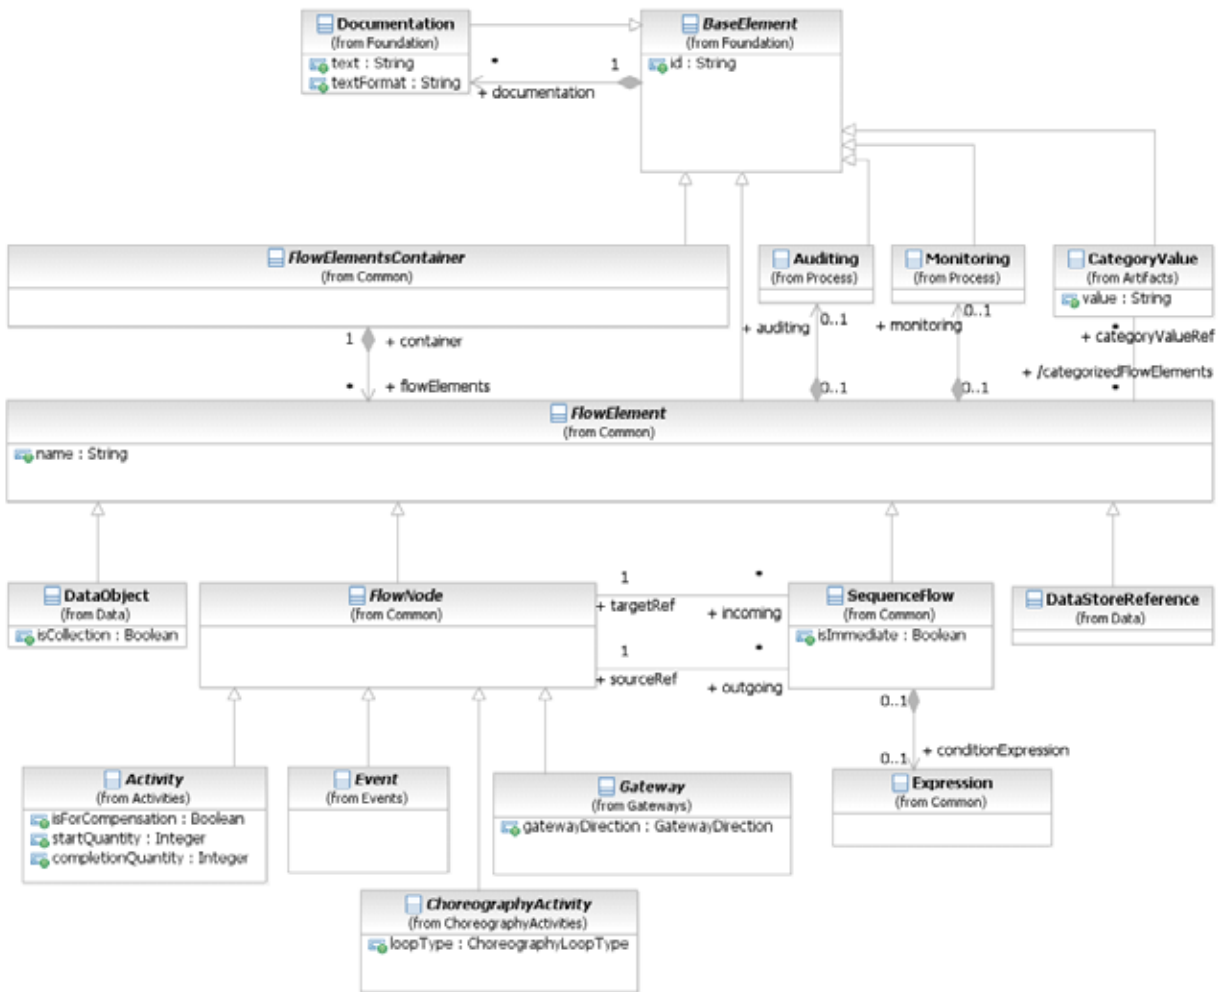 Documentation
(from Foundation)
text : String
textFormat : String
*
1
+ documentation
BaseElement
(from Foundation)
id : String
FlowElementsContainer
(from Common)
Auditing
(from Process)
Monitoring
(from Process)
CategoryValue
(from Artifacts)
value : String
1
+ container
*
+ flowElements
+ auditing
0..1
0..1
+ monitoring
0..1
0..1
*
+ categoryValueRef
+ /categorizedFlowElements
*
FlowElement
(from Common)
name : String
DataObject
(from Data)
isCollection : Boolean
FlowNode
(from Common)
1
*
+ targetRef
+ incoming
1
*
+ sourceRef
+ outgoing
SequenceFlow
(from Common)
isImmediate : Boolean
DataStoreReference
(from Data)
0..1
0..1
+ conditionExpression
Activity
(from Activities)
isForCompensation : Boolean
startQuantity : Integer
completionQuantity : Integer
Event
(from Events)
Gateway
(from Gateways)
gatewayDirection : GatewayDirection
Expression
(from Common)
ChoreographyActivity
(from ChoreographyActivities)
loopType : ChoreographyLoopType